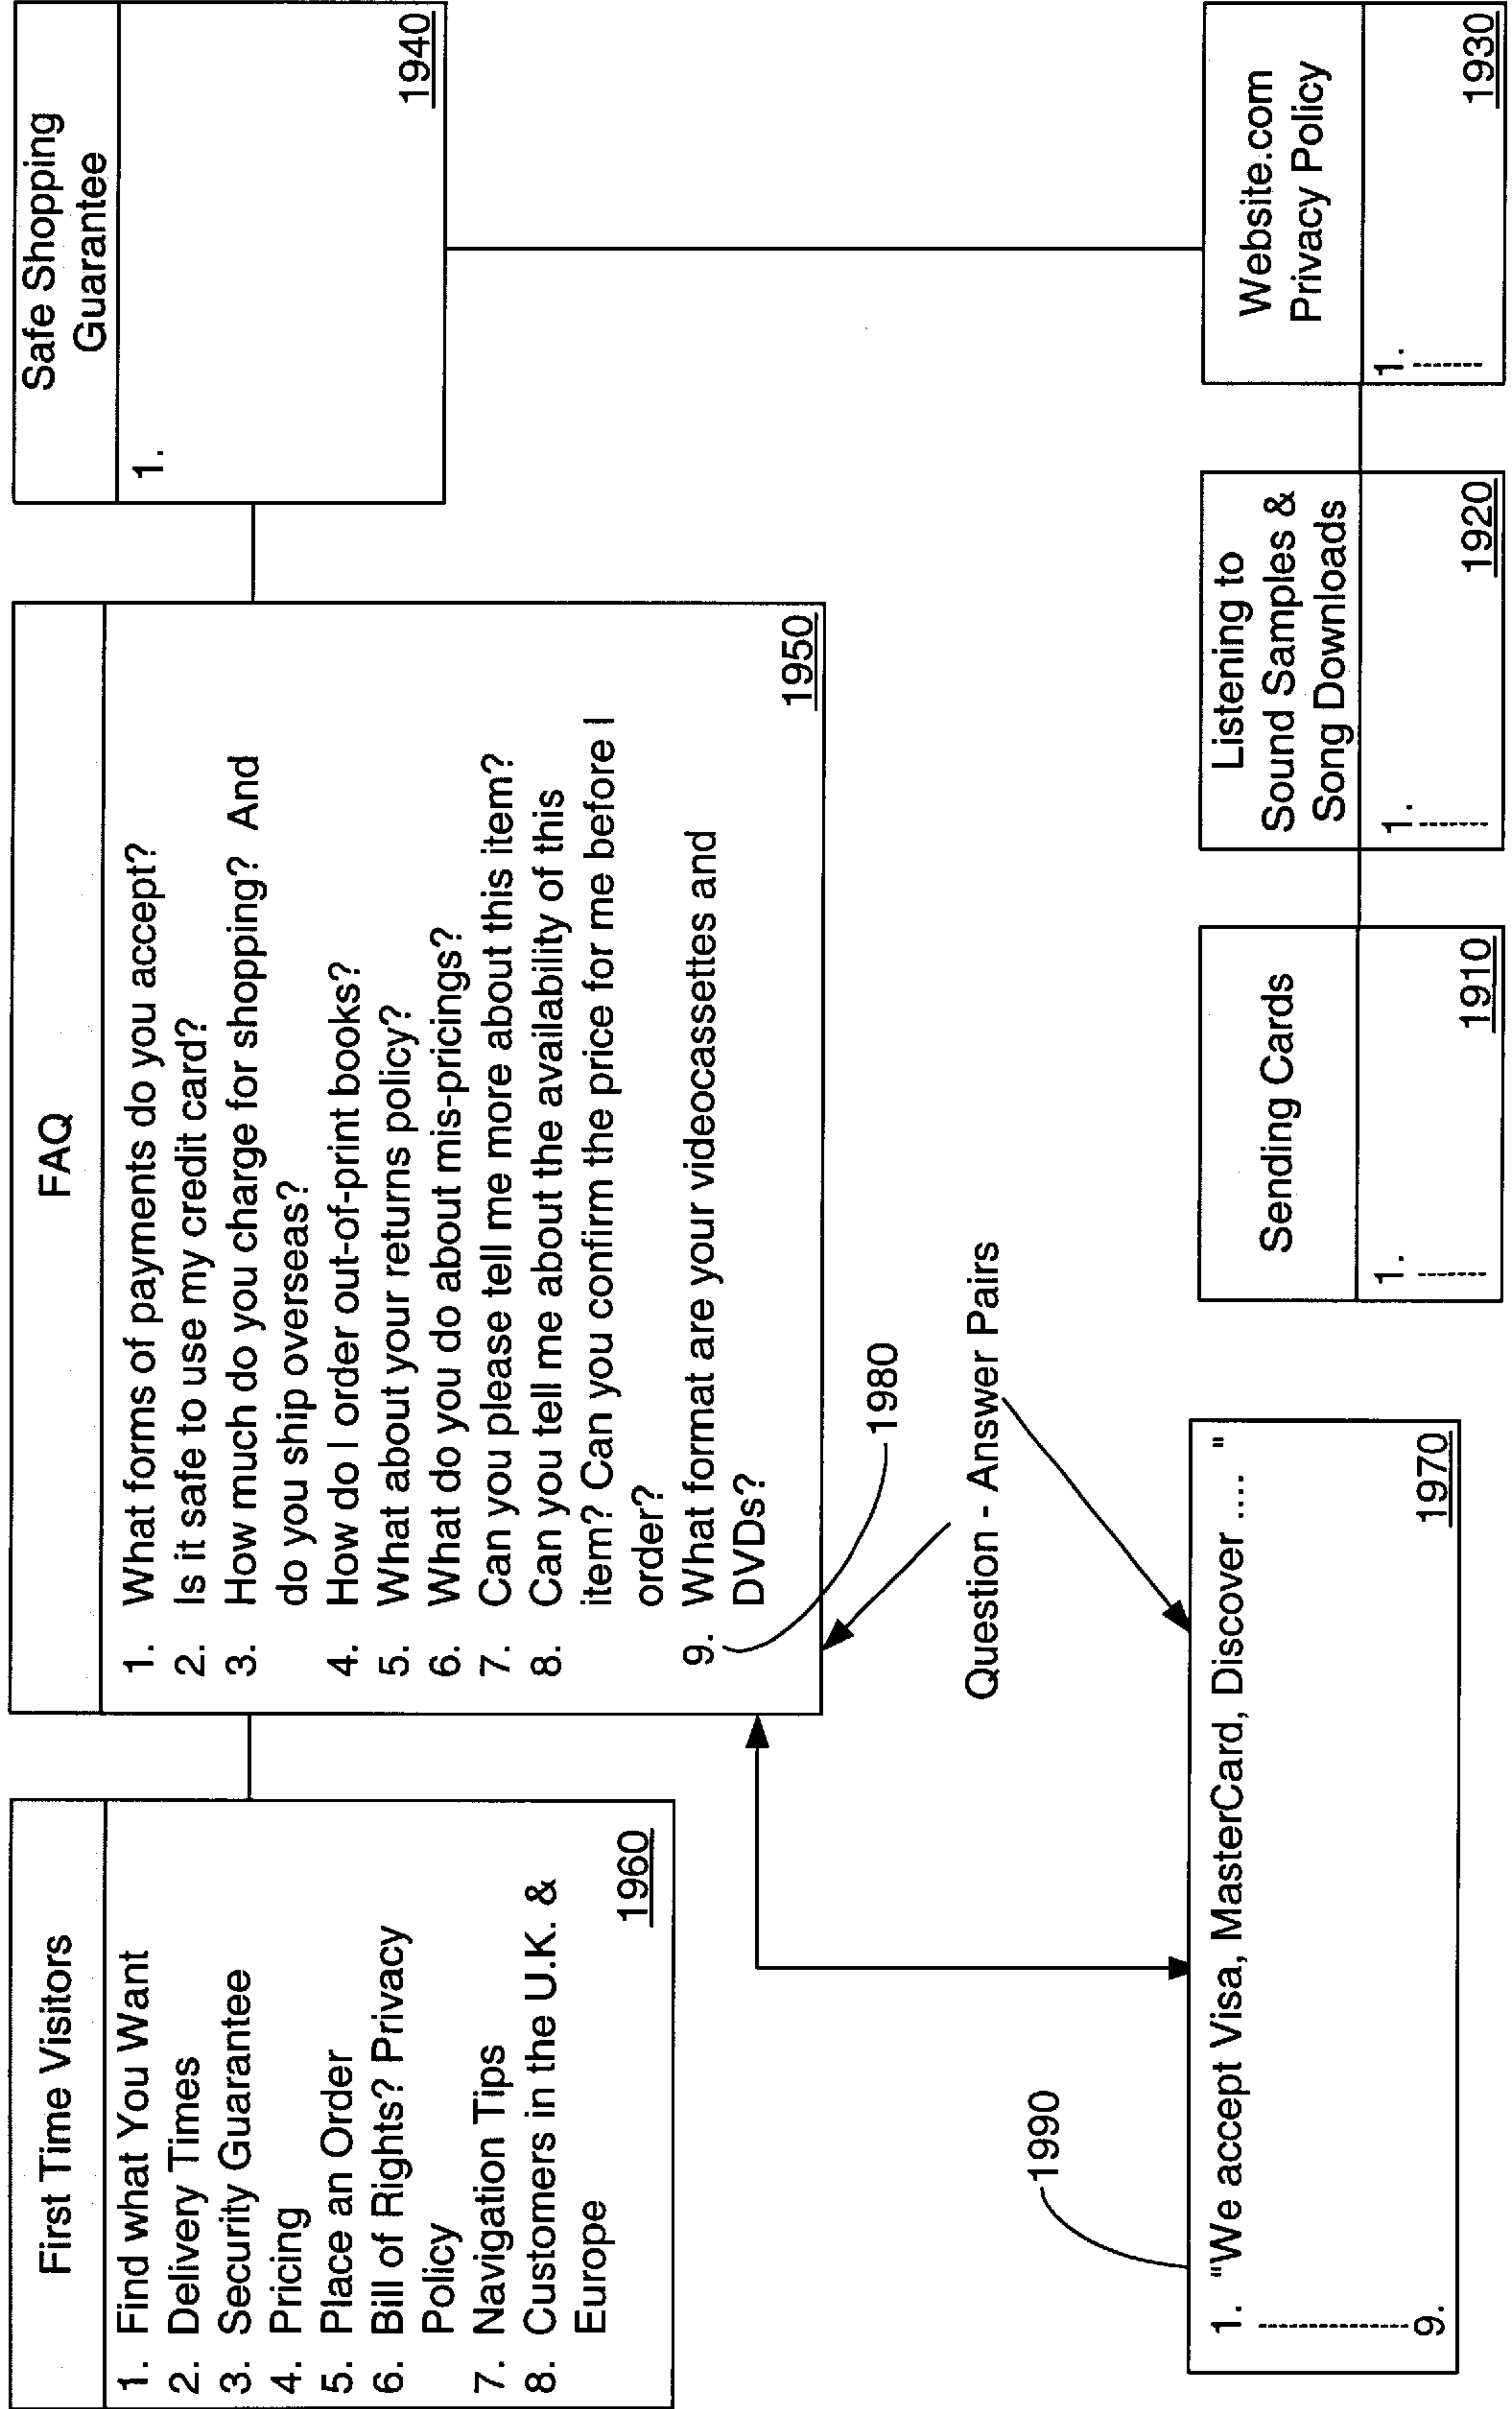 First Time Visitors
1. Find what You Want
2. Delivery Times
3. Security Guarantee
4. Pricing
5. Place an Order
6. Bill of Rights? Privacy
Policy
7. Navigation Tips
8. Customers in the U.K. &
Europe
1960
FAQ
1. What forms of payments do you accept?
2. Is it safe to use my credit card?
3. How much do you charge for shopping? And
do you ship overseas?
4. How do I order out-of-print books?
5. What about your returns policy?
6. What do you do about mis-pricings?
7. Can you please tell me more about this item?
8. Can you tell me about the availability of this
item? Can you confirm the price for me before I
order?
9. What format are your videocassettes and
DVDs?
1950
Safe Shopping
Guarantee
1.
1940
1980
Question - Answer Pairs
1990
1. "We accept Visa, MasterCard, Discover .... "
9.
1970
Sending Cards
1.
1910
Listening to
Sound Samples &
Song Downloads
1.
1920
Website.com
Privacy Policy
1.
1930